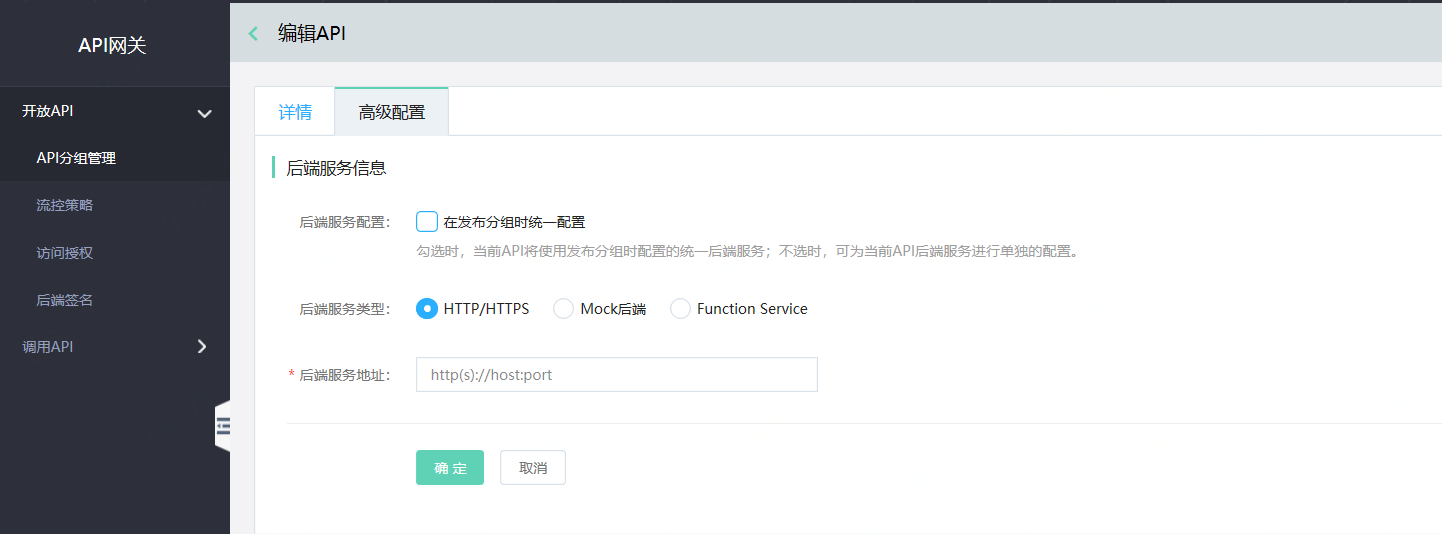 API网关
编辑API
开放API
API分组管理
流控策略
访问授权
后端签名
调用API
详情
高级配置
后端服务信息
后端服务配置：
在发布分组时统一配置
勾选时，当前API将使用发布分组时配置的统一后端服务；不选时，可为当前API后端服务进行单独的配置。
后端服务类型：
HTTP/HTTPS
Mock后端
Function Service
* 后端服务地址：
http(s)://host:port
确 定
取消